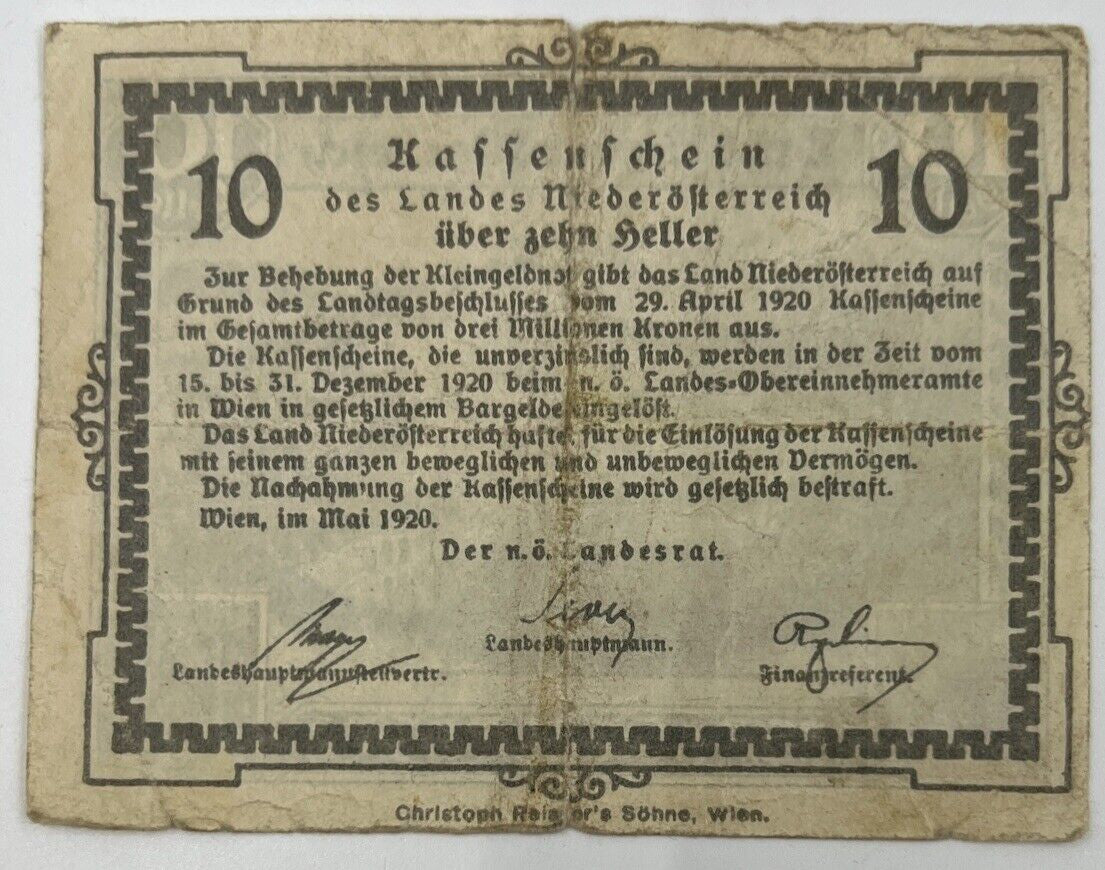 10 Kassenschein 10
des Landes Niederösterreich
über zehn Heller
Zur Behebung der Kleingeldnot gibt das Land Niederösterreich auf
Grund des Landtagsbeschlusses vom 29. April 1920 Kassenscheine
im Gesamtbetrage von drei Millionen Kronen aus.
Die Kassenscheine, die unverzinslich sind, werden in der Zeit vom
15. bis 31. Dezember 1920 beim n. ö. Landes-Obereinnehmeramte
in Wien in gesetzlichem Bargelde eingelöst.
Das Land Niederösterreich haftet für die Einlösung der Kassenscheine
mit seinem ganzen beweglichen und unbeweglichen Vermögen.
Die Nachahmung der Kassenscheine wird gesetzlich bestraft.
Wien, im Mai 1920.
Der n. ö. Landesrat.
Landeshauptmannstellvertr.
Landeshauptmann.
Finanzreferent.
Christoph Reisser's Söhne, Wien.